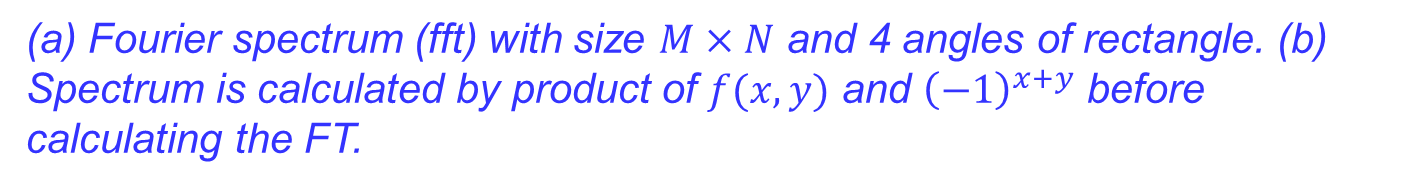 (a) Fourier spectrum (fft) with size M × N and 4 angles of rectangle. (b)
Spectrum is calculated by product of f(x, y) and (−1)^{x+y} before
calculating the FT.